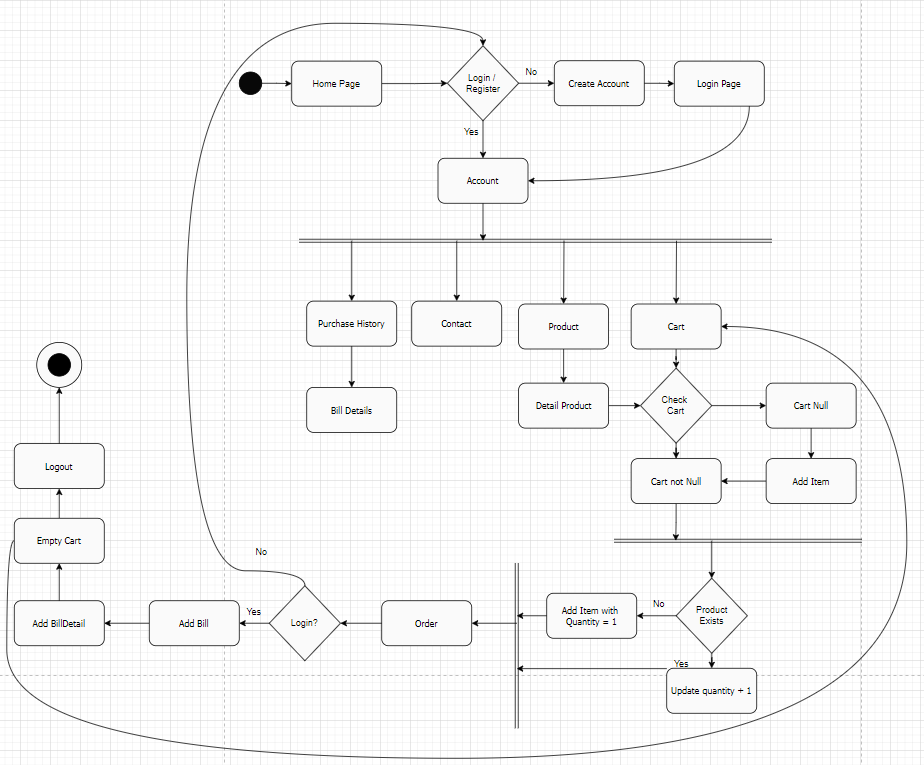 Home Page
Login /
Register
No
Create Account
Login Page
Yes
Account
Purchase History
Contact
Product
Cart
Bill Details
Detail Product
Check
Cart
Cart Null
Logout
Cart not Null
Add Item
Empty Cart
No
Add BillDetail
Add Bill
Yes
Login?
Order
Add Item with
Quantity = 1
No
Product
Exists
Yes
Update quantity + 1